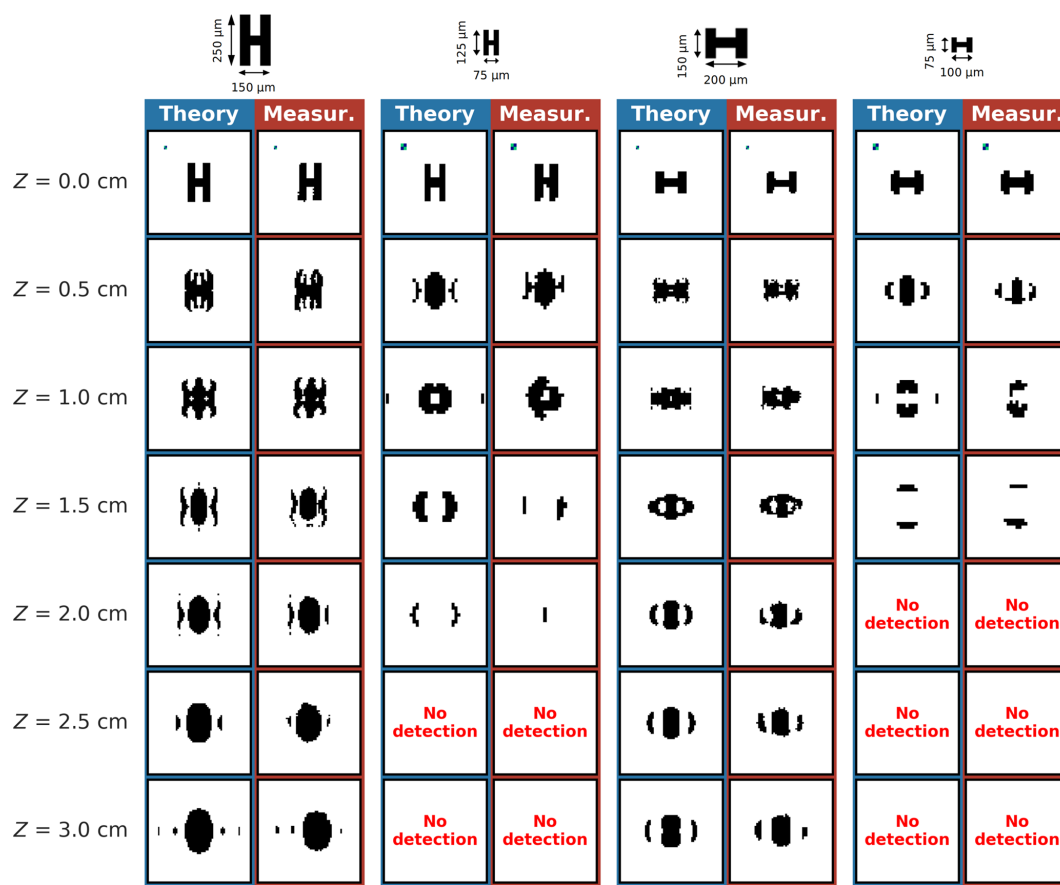 250 µm
150 µm
125 µm
75 µm
150 µm
200 µm
75 µm
100 µm
Theory Measur. Theory Measur. Theory Measur. Theory Measur.
Z = 0.0 cm
Z = 0.5 cm
Z = 1.0 cm
Z = 1.5 cm
Z = 2.0 cm
No detection No detection
Z = 2.5 cm
No detection No detection No detection No detection
Z = 3.0 cm
No detection No detection No detection No detection